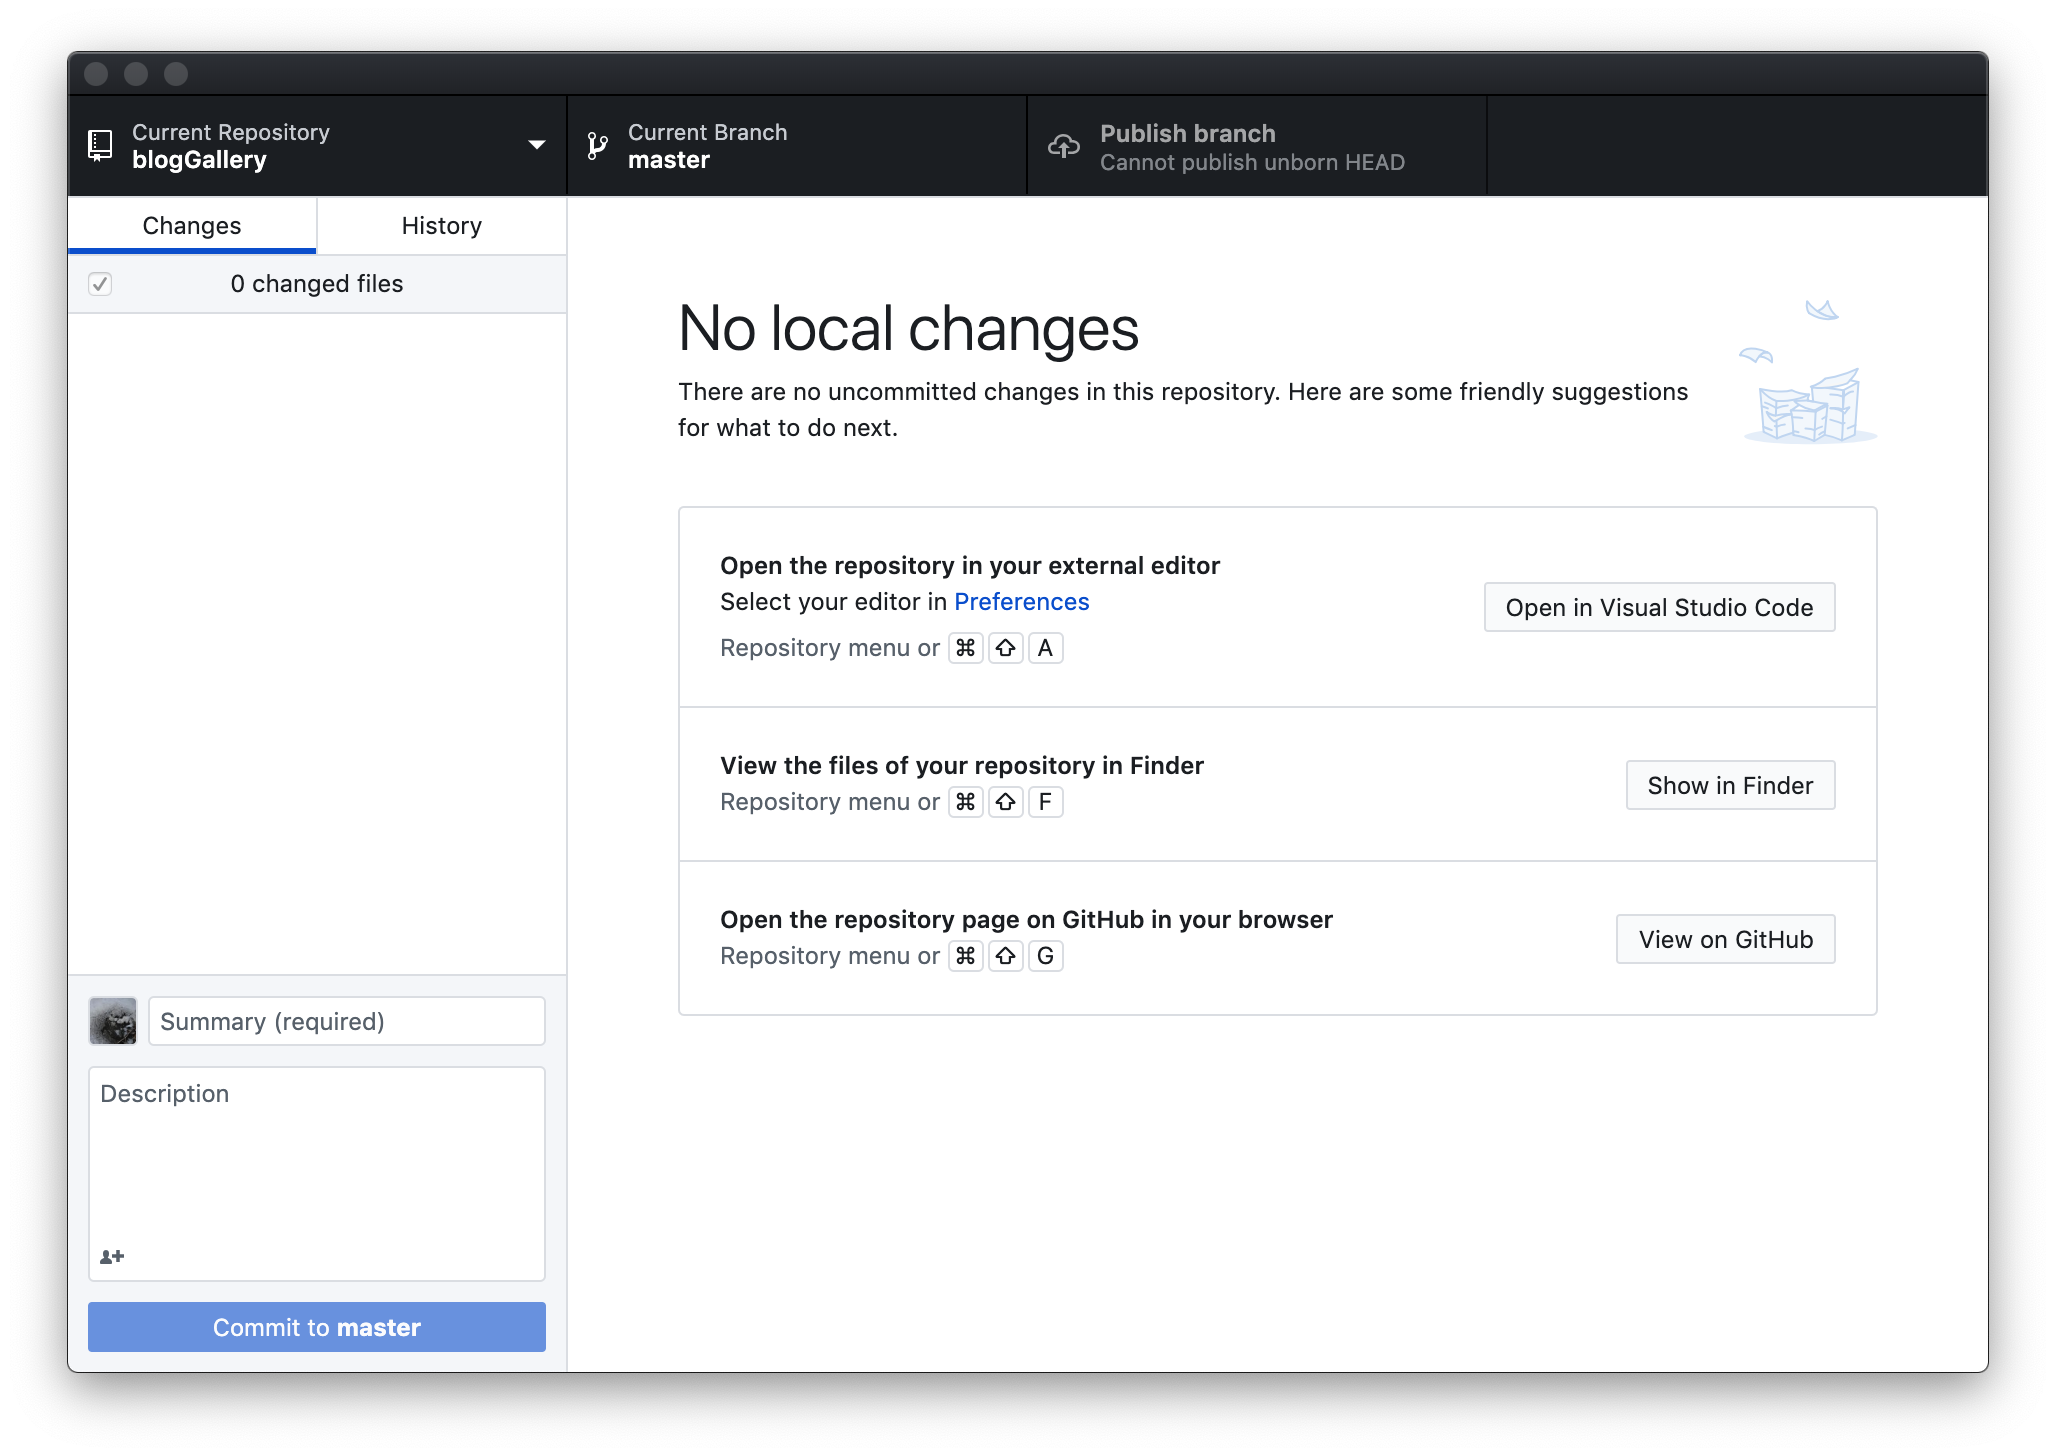 Current Repository
blogGallery
Current Branch
master
Publish branch
Cannot publish unborn HEAD
Changes
History
0 changed files
No local changes
There are no uncommitted changes in this repository. Here are some friendly suggestions
for what to do next.
Open the repository in your external editor
Select your editor in Preferences
Repository menu or ⌘ ⇧ A
Open in Visual Studio Code
View the files of your repository in Finder
Repository menu or ⌘ ⇧ F
Show in Finder
Open the repository page on GitHub in your browser
Repository menu or ⌘ ⇧ G
View on GitHub
Summary (required)
Description
Commit to master